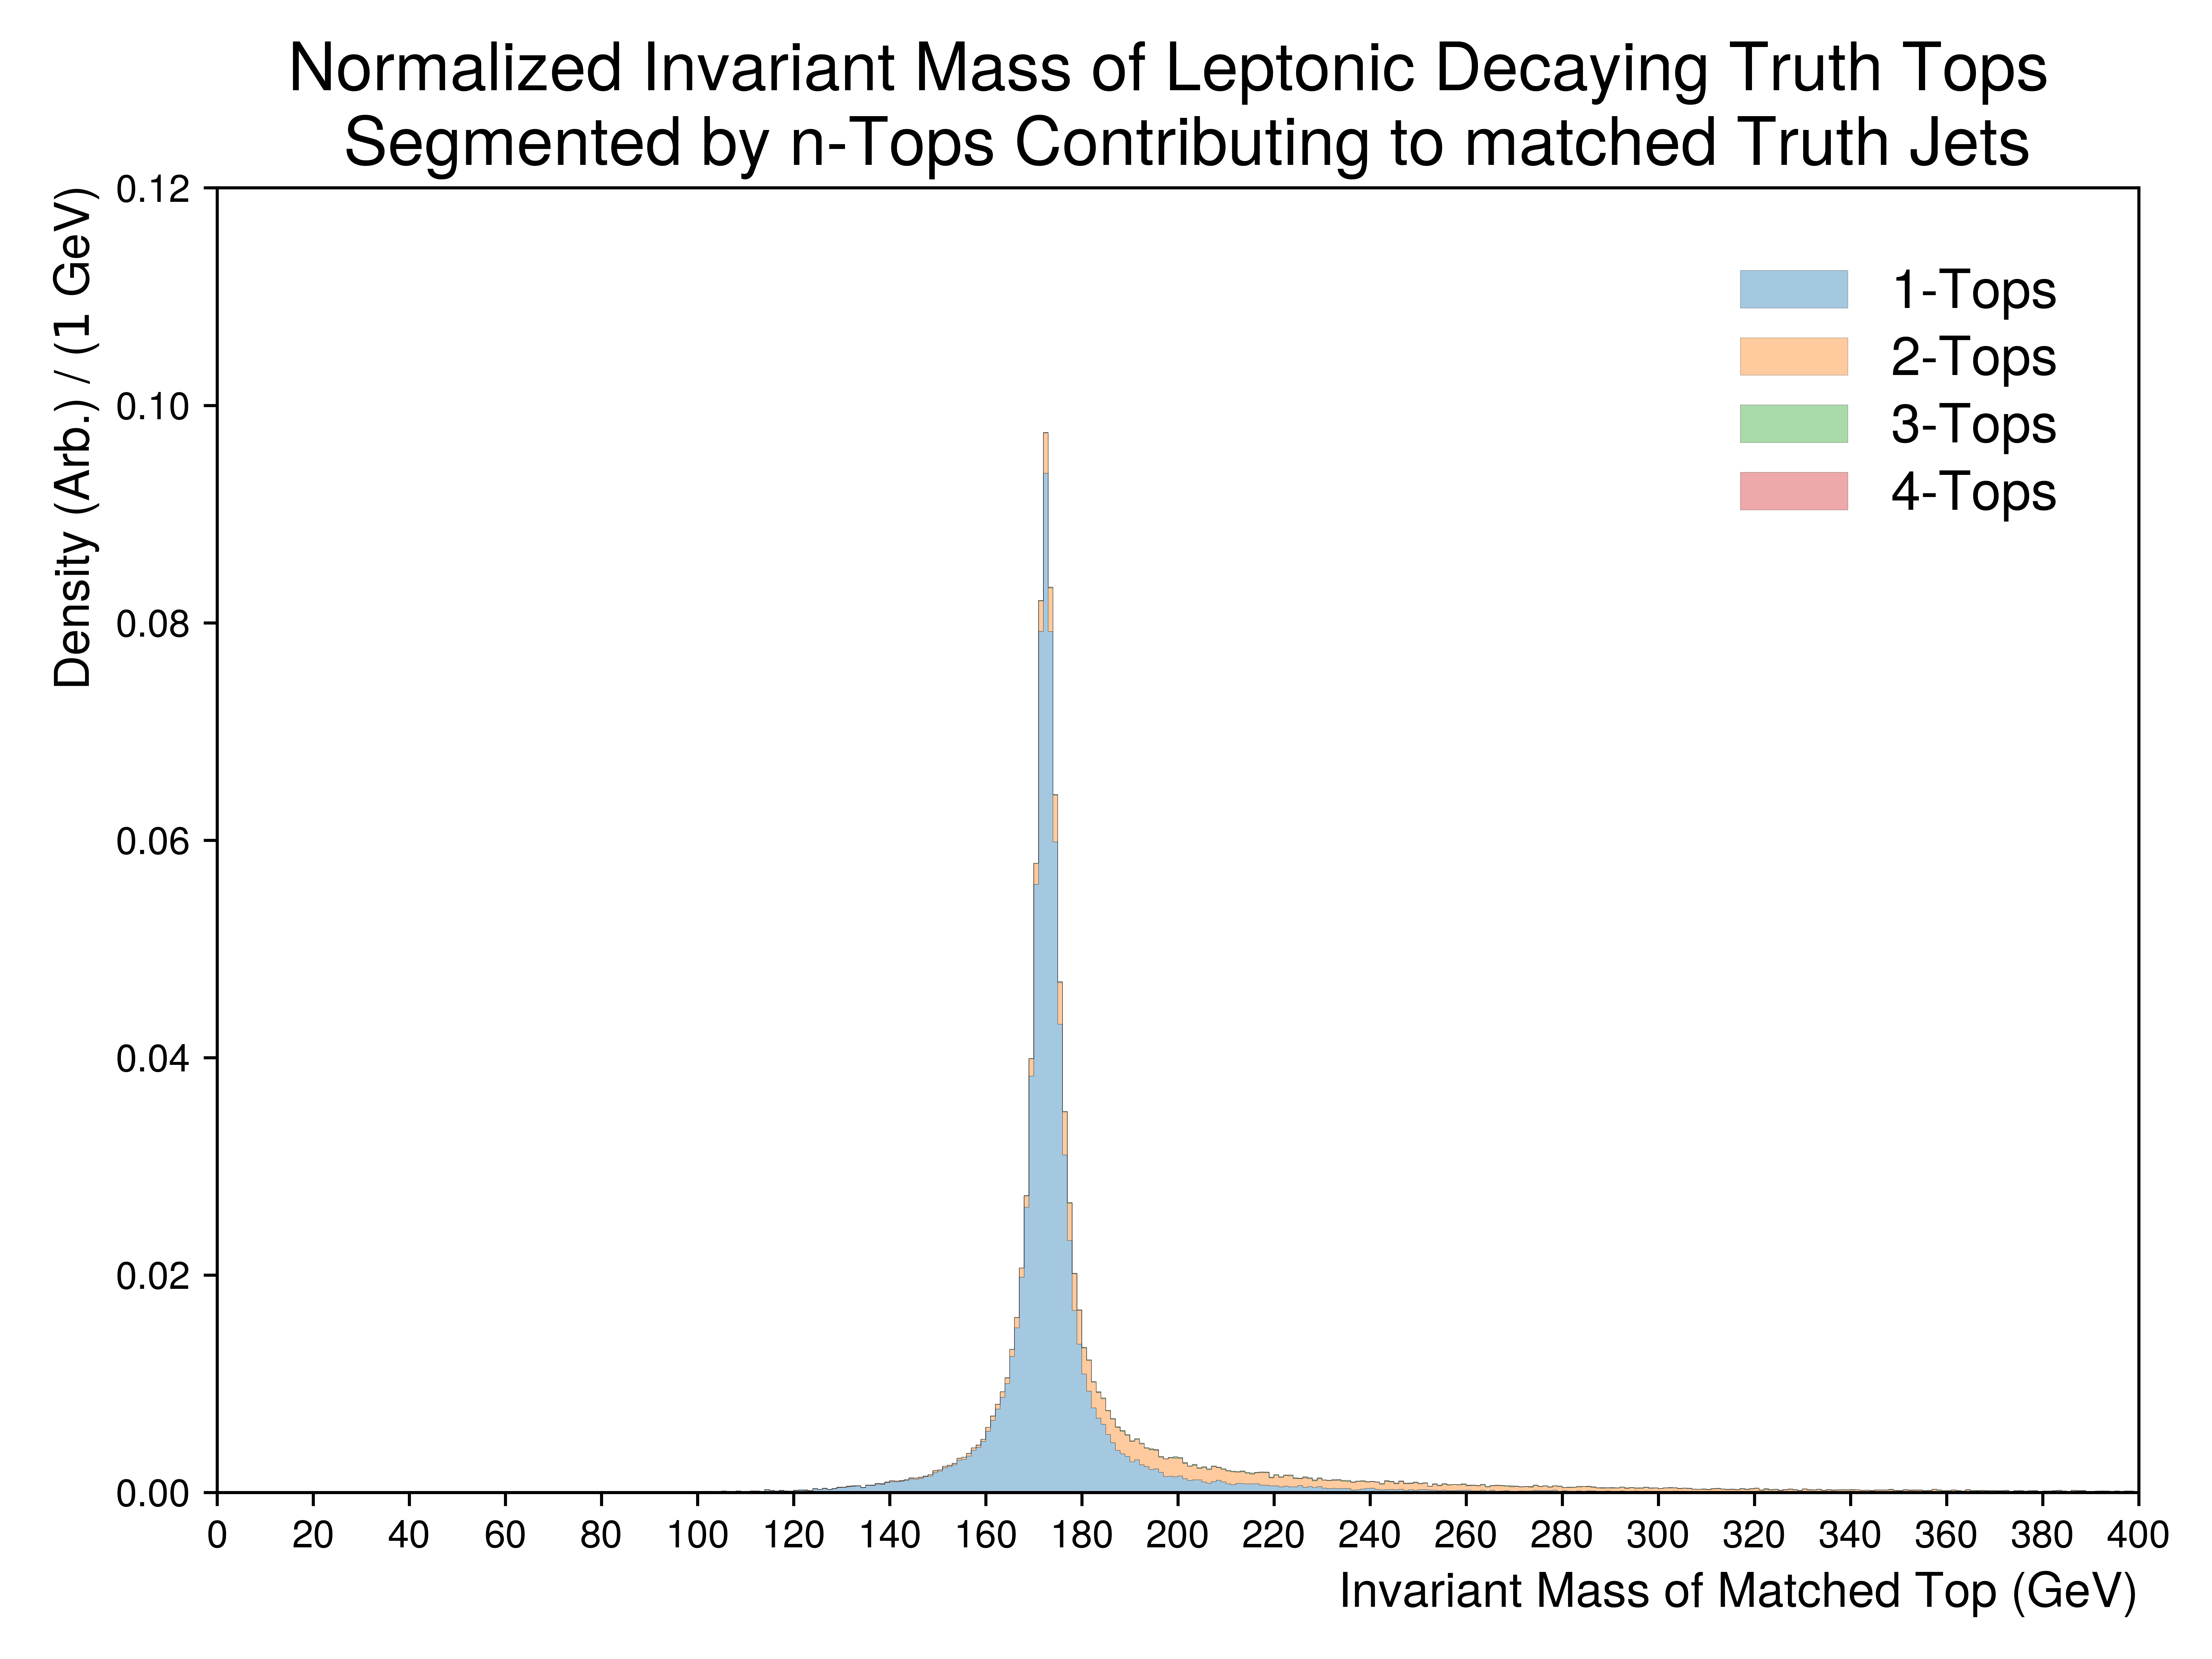 Normalized Invariant Mass of Leptonic Decaying Truth Tops
Segmented by n-Tops Contributing to matched Truth Jets
Density (Arb.) / (1 GeV)
0.12
0.10
0.08
0.06
0.04
0.02
0.00
1-Tops
2-Tops
3-Tops
4-Tops
0 20 40 60 80 100 120 140 160 180 200 220 240 260 280 300 320 340 360 380 400
Invariant Mass of Matched Top (GeV)